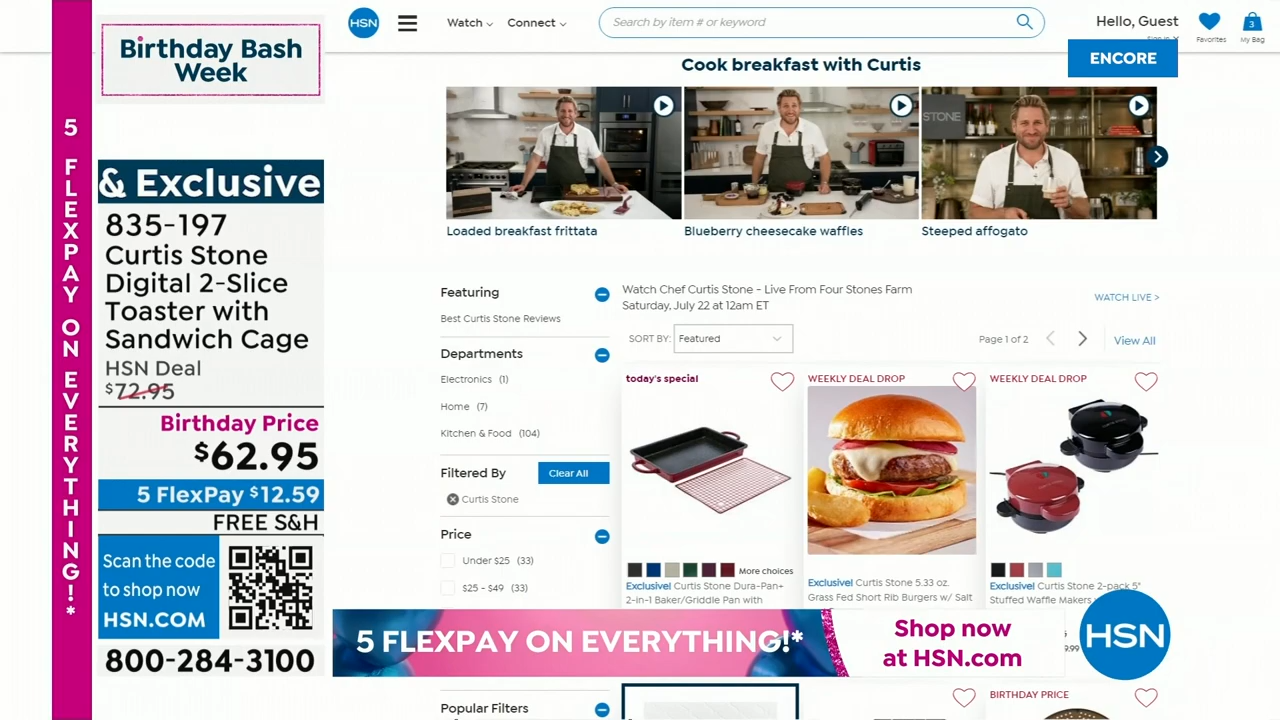 5 FLEXPAY ON EVERYTHING!*
Birthday Bash
Week
& Exclusive
835-197
Curtis Stone
Digital 2-Slice
Toaster with
Sandwich Cage
HSN Deal
$72.95
Birthday Price
$62.95
5 FlexPay $12.59
FREE S&H
Scan the code
to shop now
HSN.COM
800-284-3100
HSN
Watch
Connect
Search by item # or keyword
Hello, Guest
Favorites
3
My Bag
ENCORE
Cook breakfast with Curtis
STONE
Loaded breakfast frittata
Blueberry cheesecake waffles
Steeped affogato
Featuring
Best Curtis Stone Reviews
Departments
Electronics (1)
Home (7)
Kitchen & Food (104)
Filtered By
Clear All
Curtis Stone
Price
Under $25 (33)
$25 - $49 (33)
Popular Filters
Watch Chef Curtis Stone - Live From Four Stones Farm
Saturday, July 22 at 12am ET
WATCH LIVE >
SORT BY: Featured
Page 1 of 2
View All
today's special
More choices
Exclusive! Curtis Stone Dura-Pan+
2-in-1 Baker/Griddle Pan with
WEEKLY DEAL DROP
Exclusive! Curtis Stone 5.33 oz.
Grass Fed Short Rib Burgers w/ Salt
WEEKLY DEAL DROP
Exclusive! Curtis Stone 2-pack 5"
Stuffed Waffle Makers
9.99
5 FLEXPAY ON EVERYTHING!*
Shop now
at HSN.com
HSN
BIRTHDAY PRICE